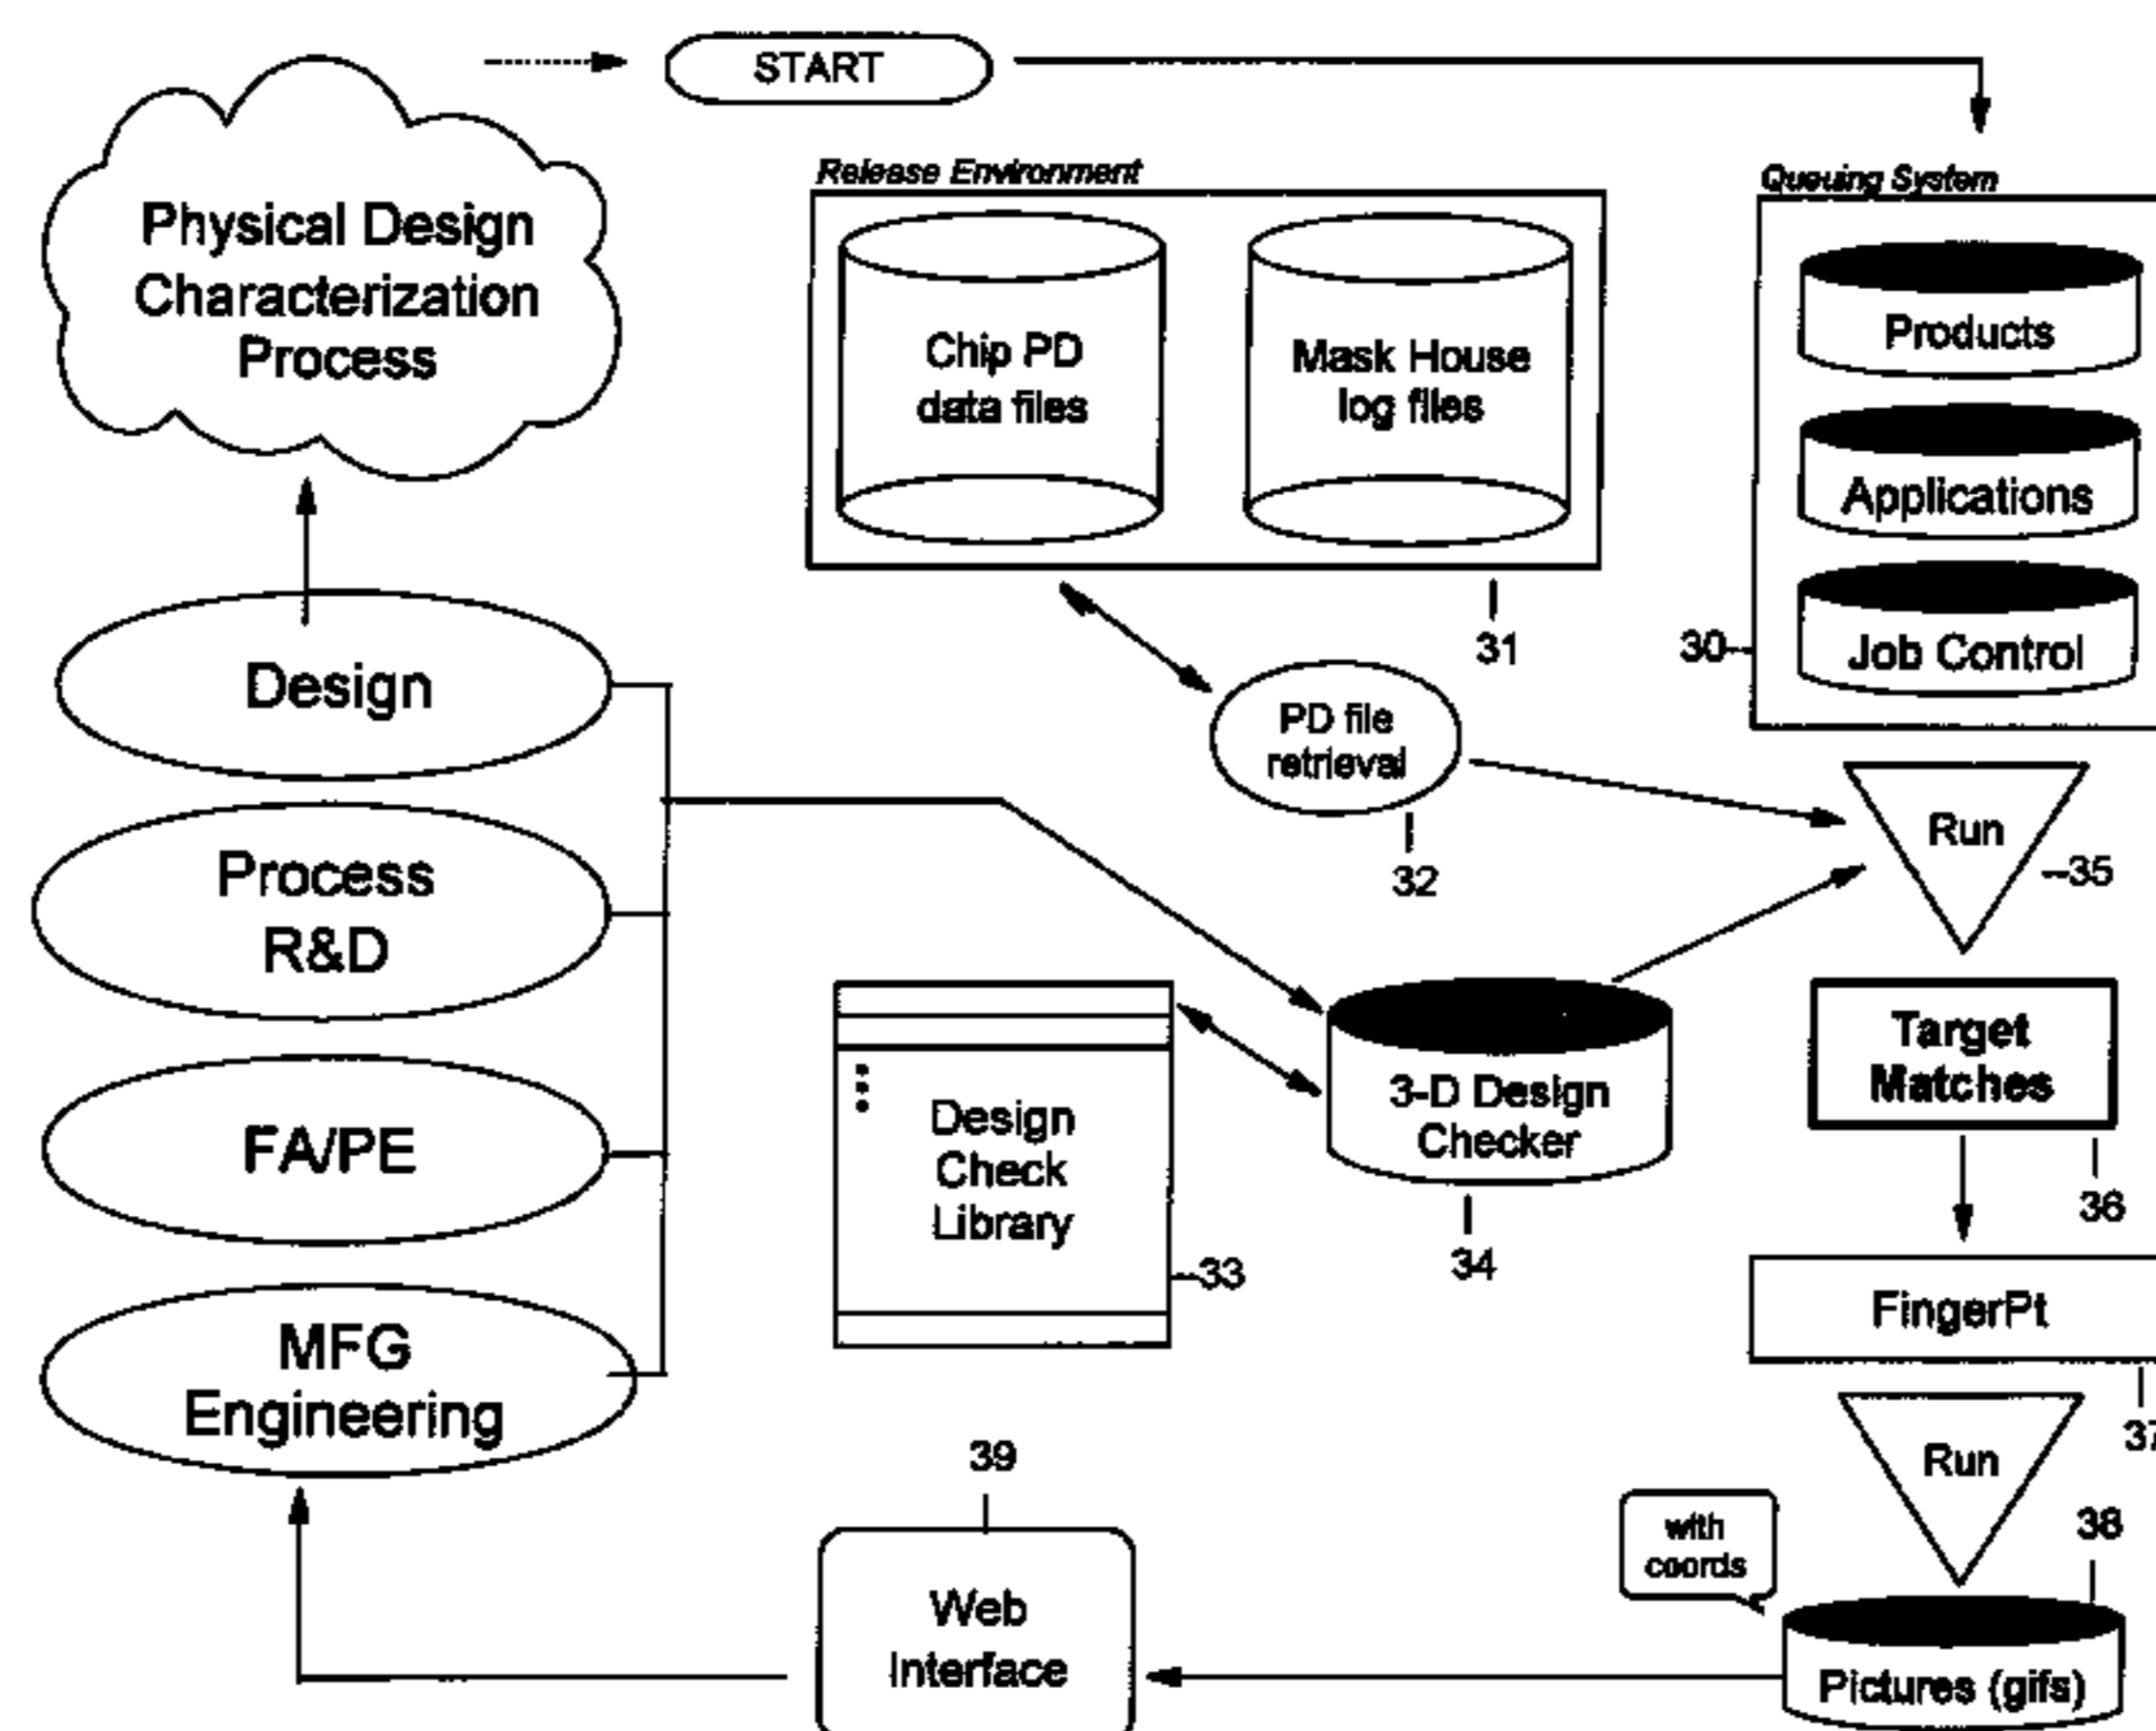 START
Physical Design
Characterization
Process
Release Environment
Chip PD
data files
Mask House
log files
31
Queuing System
Products
Applications
Job Control
30
Design
Process
R&D
FA/PE
MFG
Engineering
PD file
retrieval
32
Run
35
Design
Check
Library
33
3-D Design
Checker
34
Target
Matches
36
FingerPt
37
Run
with
coords
38
Pictures (gifs)
39
Web
Interface